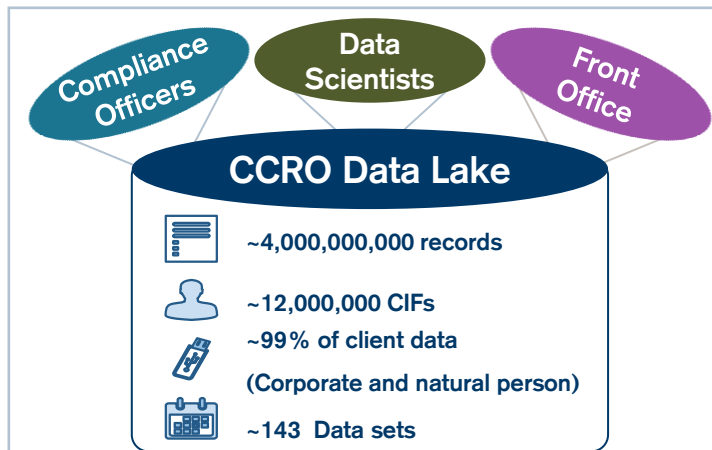 Compliance
Officers
Data
Scientists
Front
Office
CCRO Data Lake
~4,000,000,000 records
~12,000,000 CIFs
~99% of client data
(Corporate and natural person)
~143 Data sets